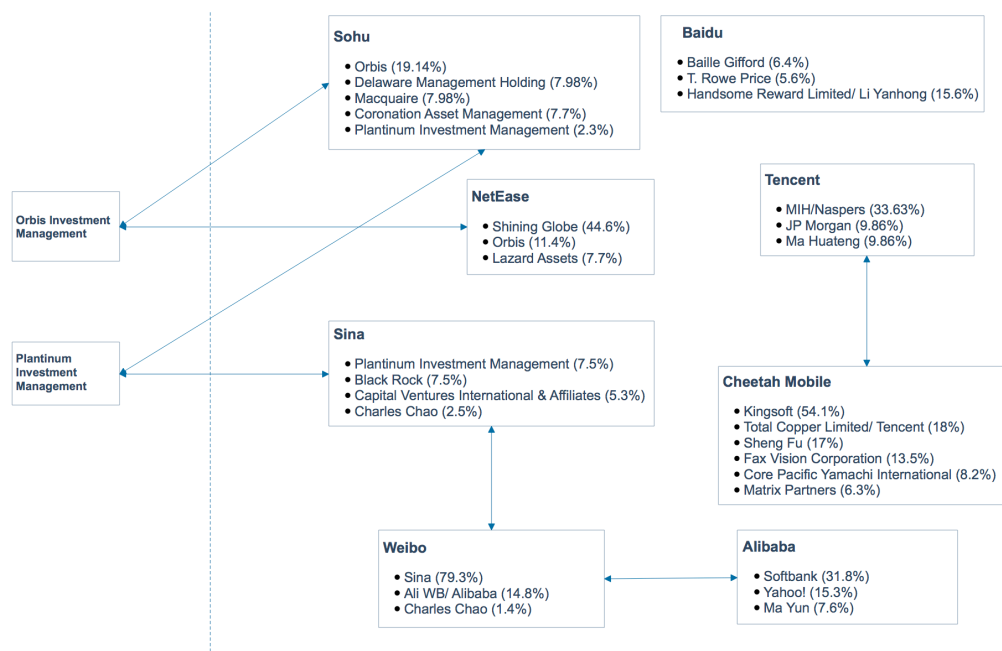 Sohu
• Orbis (19.14%)
• Delaware Management Holding (7.98%)
• Macquaire (7.98%)
• Coronation Asset Management (7.7%)
• Plantinum Investment Management (2.3%)
Baidu
• Baille Gifford (6.4%)
• T. Rowe Price (5.6%)
• Handsome Reward Limited/ Li Yanhong (15.6%)
Orbis Investment
Management
NetEase
• Shining Globe (44.6%)
• Orbis (11.4%)
• Lazard Assets (7.7%)
Tencent
• MIH/Naspers (33.63%)
• JP Morgan (9.86%)
• Ma Huateng (9.86%)
Plantinum
Investment
Management
Sina
• Plantinum Investment Management (7.5%)
• Black Rock (7.5%)
• Capital Ventures International & Affiliates (5.3%)
• Charles Chao (2.5%)
Cheetah Mobile
• Kingsoft (54.1%)
• Total Copper Limited/ Tencent (18%)
• Sheng Fu (17%)
• Fax Vision Corporation (13.5%)
• Core Pacific Yamachi International (8.2%)
• Matrix Partners (6.3%)
Weibo
• Sina (79.3%)
• Ali WB/ Alibaba (14.8%)
• Charles Chao (1.4%)
Alibaba
• Softbank (31.8%)
• Yahoo! (15.3%)
• Ma Yun (7.6%)